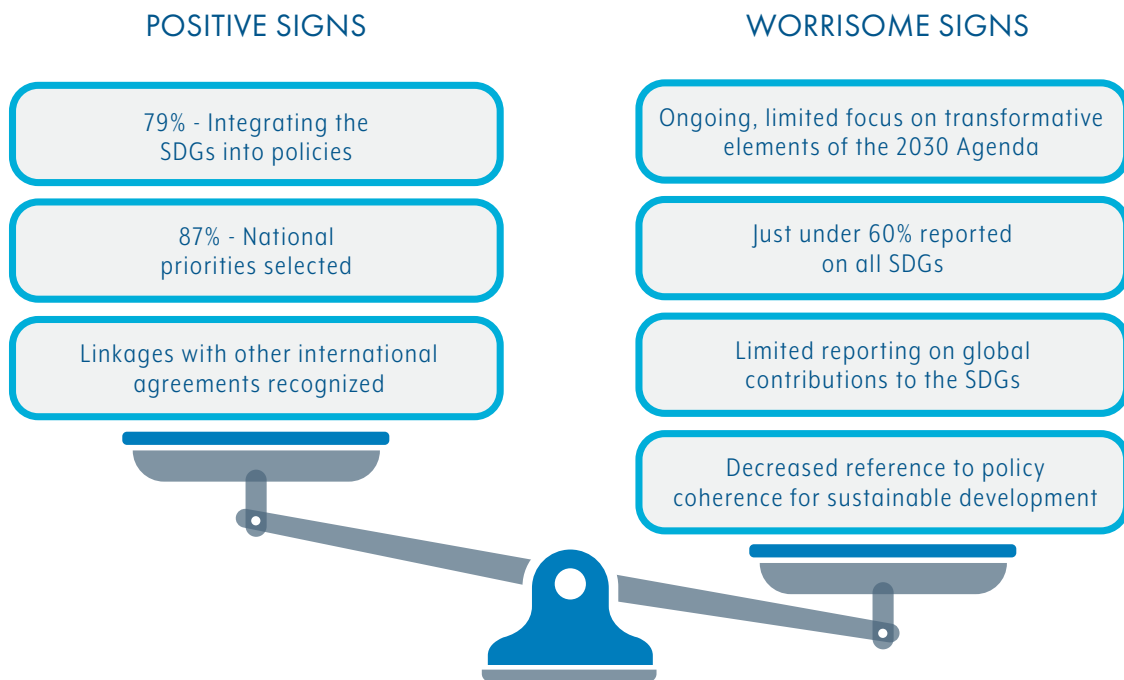 POSITIVE SIGNS
79% - Integrating the
SDGs into policies
87% - National
priorities selected
Linkages with other international
agreements recognized
WORRISOME SIGNS
Ongoing, limited focus on transformative
elements of the 2030 Agenda
Just under 60% reported
on all SDGs
Limited reporting on global
contributions to the SDGs
Decreased reference to policy
coherence for sustainable development